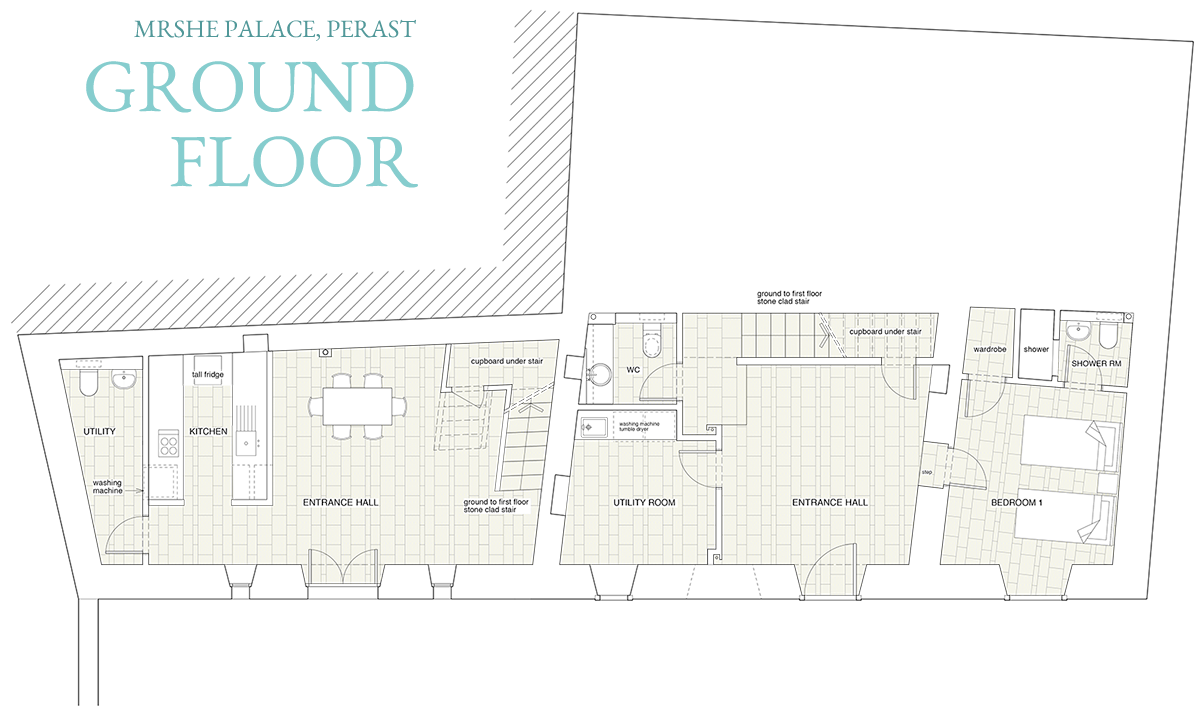 MRSHE PALACE, PERAST
GROUND
FLOOR
ground to first floor
stone clad stair
cupboard under stair
wardrobe
shower
SHOWER RM
WC
cupboard under stair
tall fridge
UTILITY
KITCHEN
washing machine
tumble dryer
step
washing
machine
ENTRANCE HALL
ground to first floor
stone clad stair
UTILITY ROOM
ENTRANCE HALL
BEDROOM 1